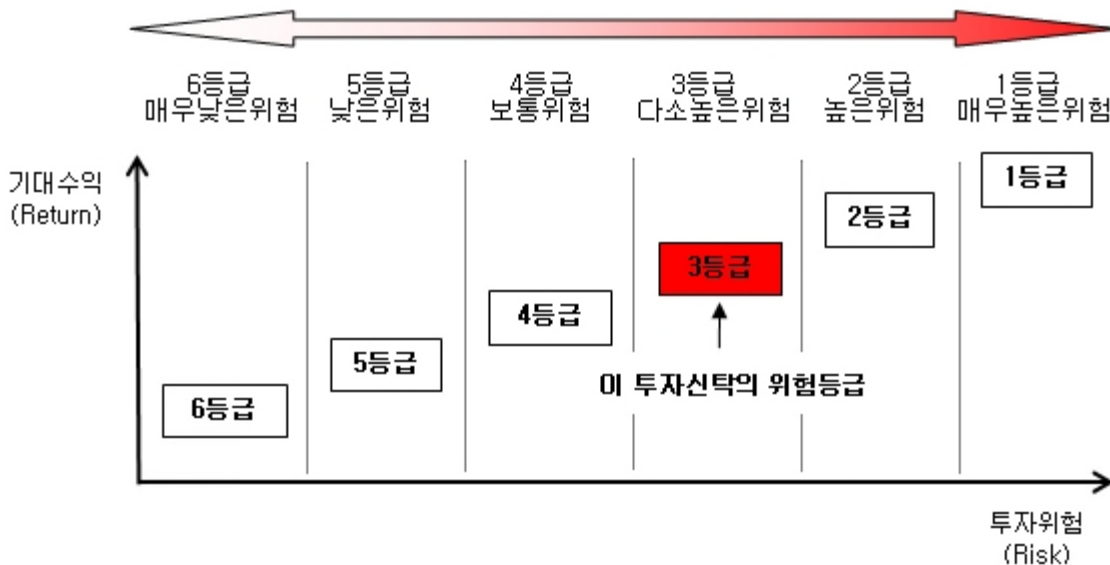 6등급 5등급 4등급 3등급 2등급 1등급
매우낮은위험 낮은위험 보통위험 다소높은위험 높은위험 매우높은위험
기대수익
(Return)
1등급
2등급
3등급
4등급
5등급
이 투자신탁의 위험등급
6등급
투자위험
(Risk)